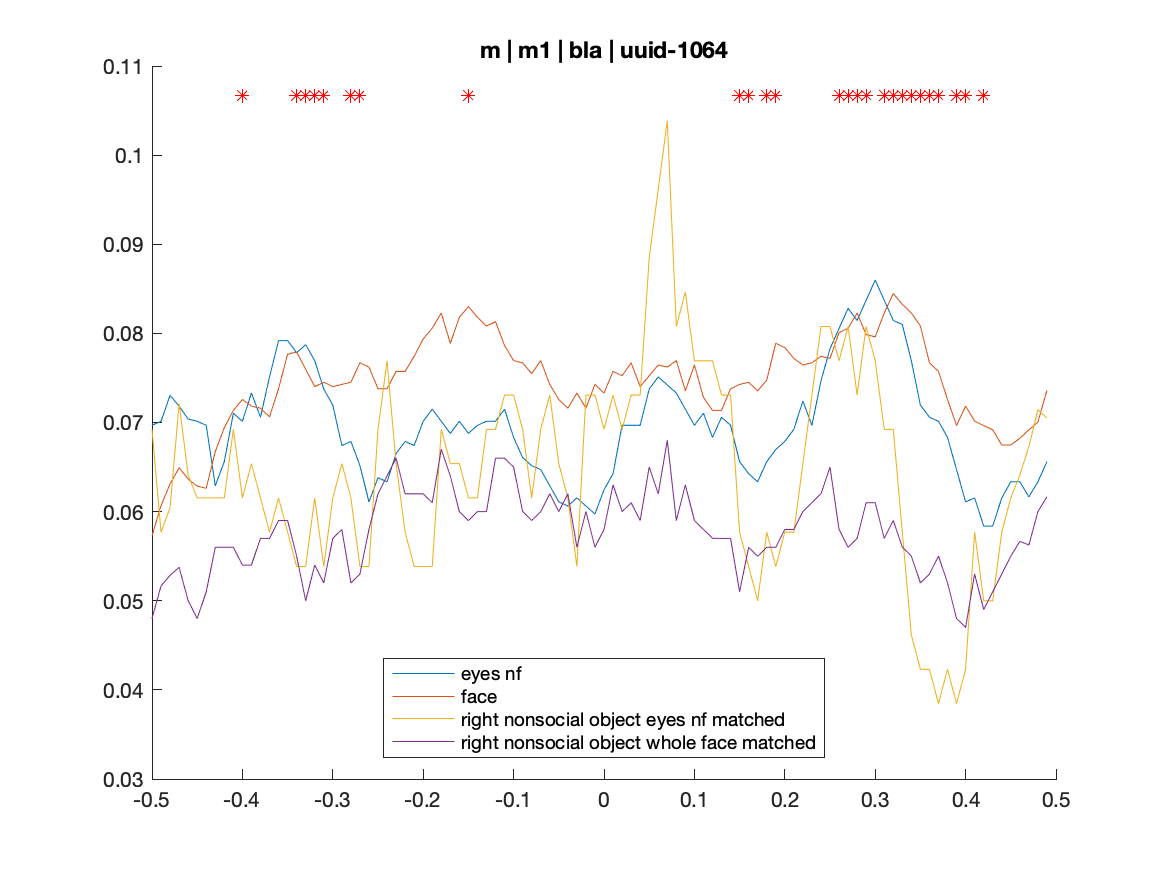 m | m1 | bla | uuid-1064
0.11
0.1
0.09
0.08
0.07
0.06
0.05
0.04
0.03
eyes nf
face
right nonsocial object eyes nf matched
right nonsocial object whole face matched
-0.5 -0.4 -0.3 -0.2 -0.1 0 0.1 0.2 0.3 0.4 0.5